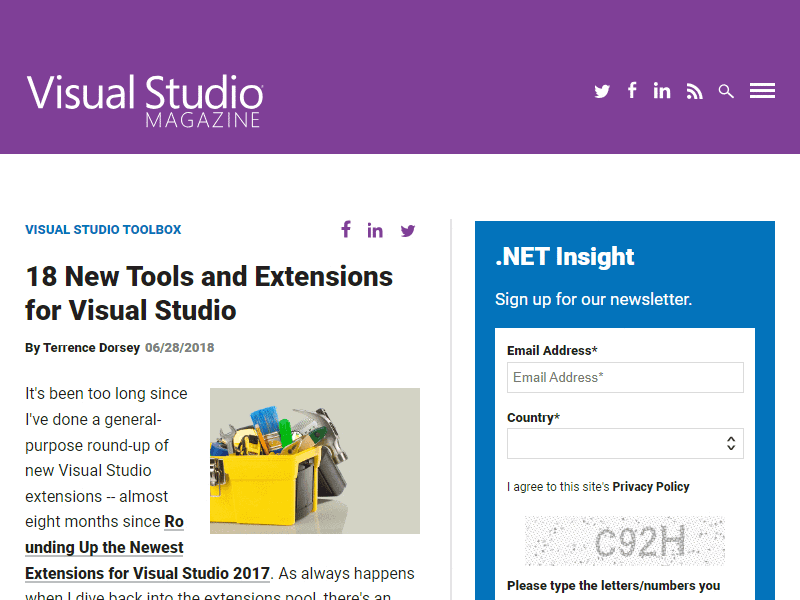 Visual Studio
MAGAZINE
VISUAL STUDIO TOOLBOX
18 New Tools and Extensions
for Visual Studio
By Terrence Dorsey 06/28/2018
It's been too long since
I've done a general-
purpose round-up of
new Visual Studio
extensions -- almost
eight months since Ro
unding Up the Newest
Extensions for Visual Studio 2017. As always happens
when I dive back into the extensions pool, there's an
.NET Insight
Sign up for our newsletter.
Email Address*
Email Address*
Country*
I agree to this site's Privacy Policy
C92H
Please type the letters/numbers you